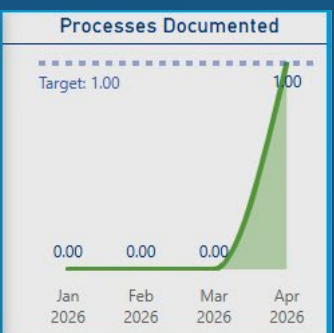 Processes Documented
Target: 1.00
1.00
0.00 0.00 0.00
Jan Feb Mar Apr
2026 2026 2026 2026